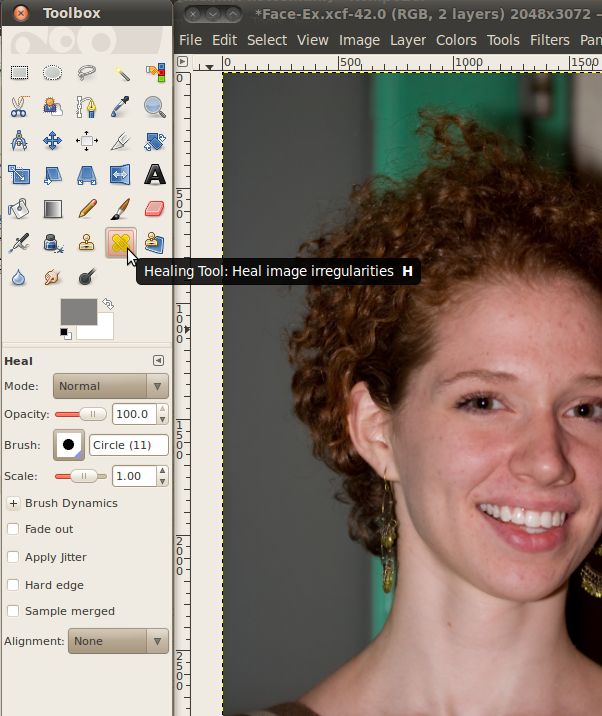 Toolbox
*Face-Ex.xcf-42.0 (RGB, 2 layers) 2048x3072 –
File Edit Select View Image Layer Colors Tools Filters Pan
0 500 1000 1500
0
500
1000
1500
2000
2500
Healing Tool: Heal image irregularities H
Heal
Mode: Normal
Opacity: 100.0
Brush: Circle (11)
Scale: 1.00
Brush Dynamics
Fade out
Apply Jitter
Hard edge
Sample merged
Alignment: None